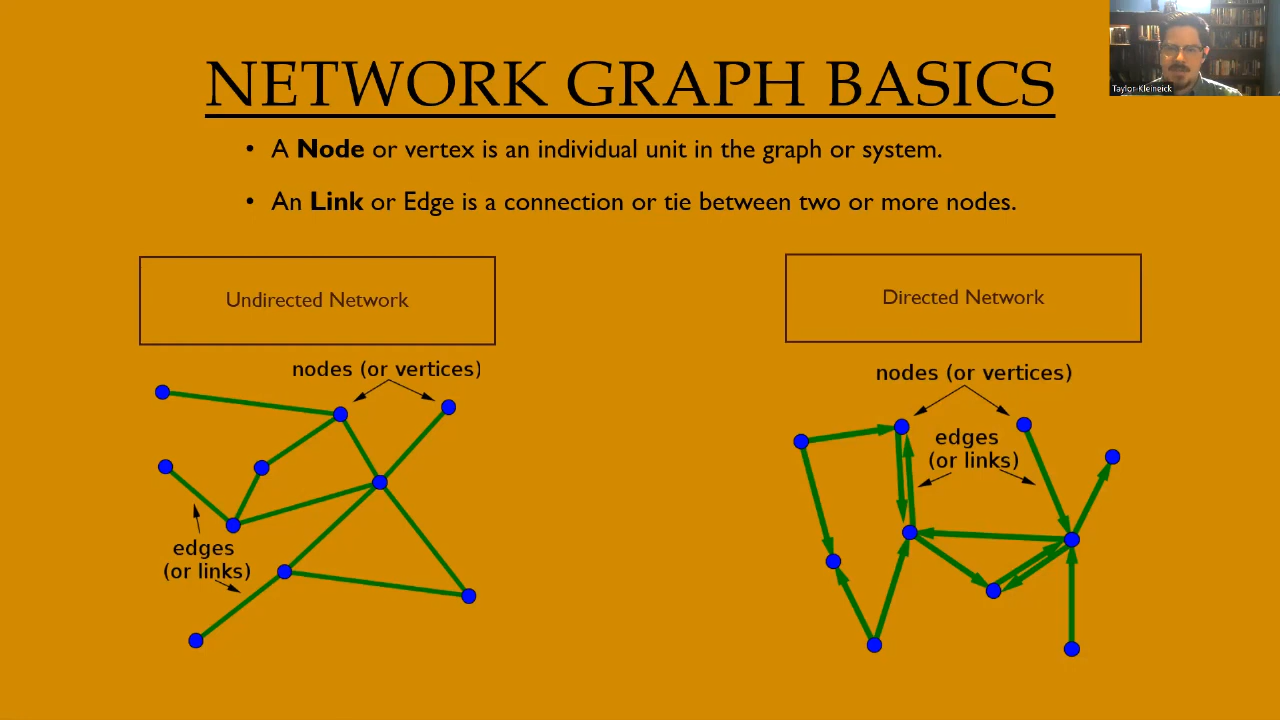 NETWORK GRAPH BASICS
Taylor Kleineick
• A Node or vertex is an individual unit in the graph or system.
• An Link or Edge is a connection or tie between two or more nodes.
Undirected Network
Directed Network
nodes (or vertices)
edges
(or links)
nodes (or vertices)
edges
(or links)